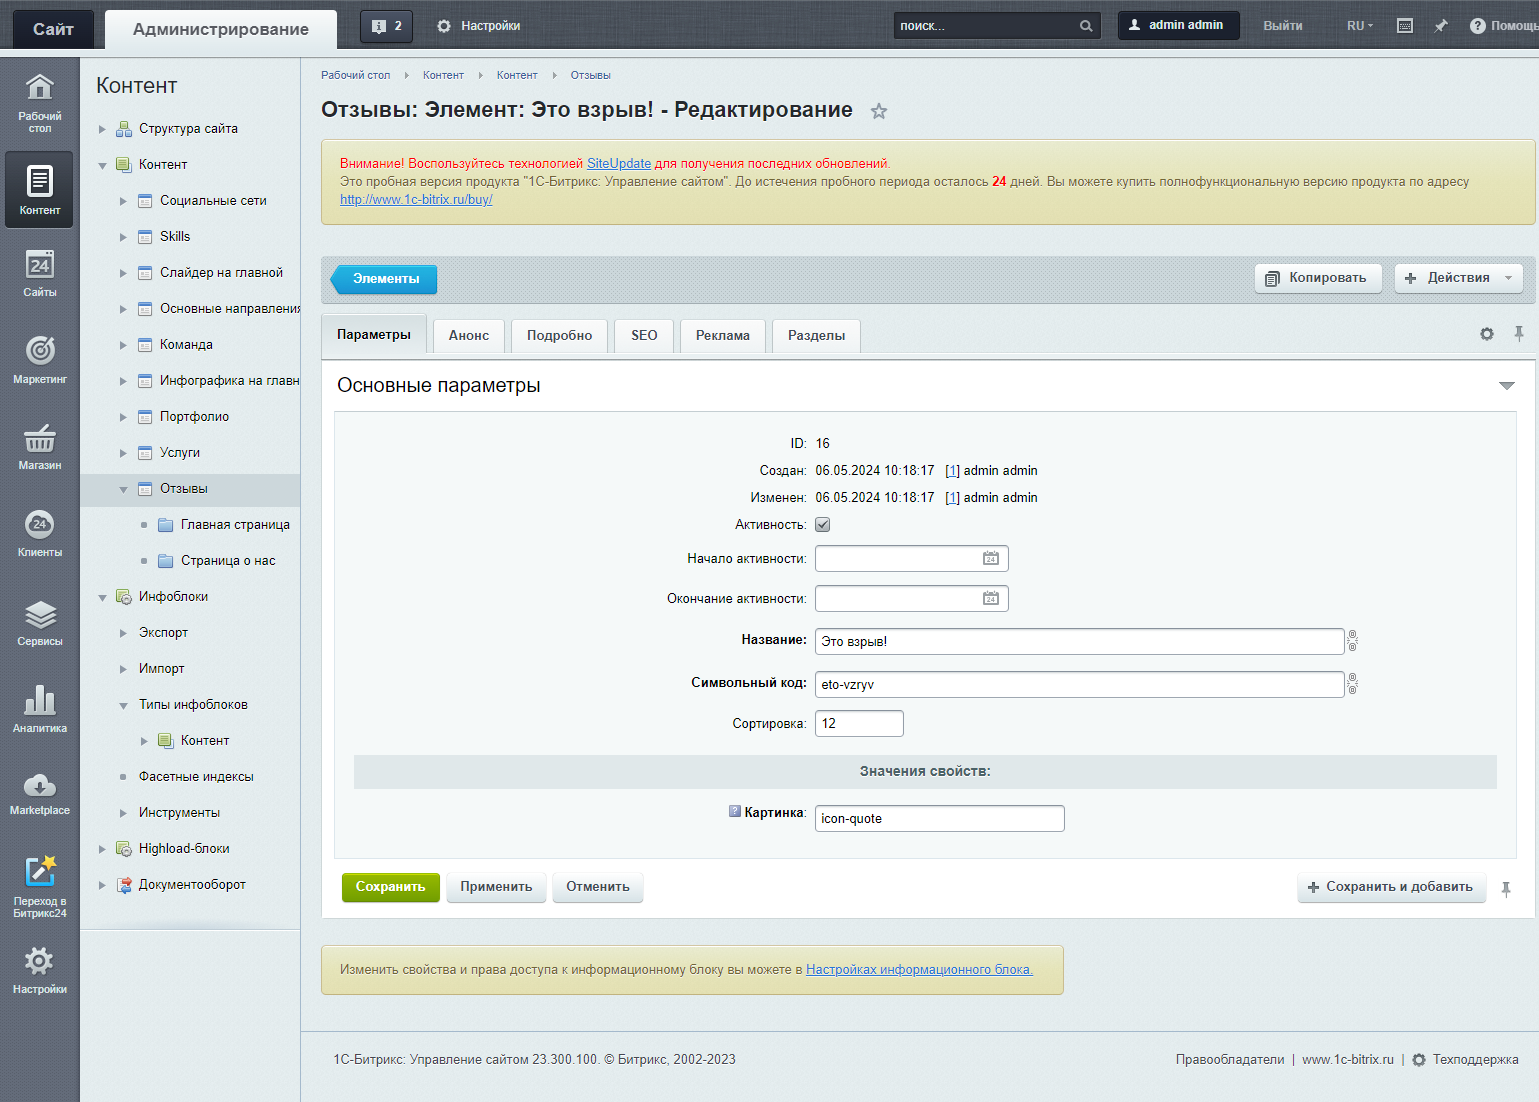 Сайт
Администрирование
2
Настройки
поиск...
admin admin
Выйти
RU
Помощь
Рабочий стол
Контент
24
Сайты
Маркетинг
Магазин
24
Клиенты
Сервисы
Аналитика
Marketplace
Переход в Битрикс24
Настройки
Контент
Структура сайта
Контент
Социальные сети
Skills
Слайдер на главной
Основные направления
Команда
Инфографика на главн
Портфолио
Услуги
Отзывы
Главная страница
Страница о нас
Инфоблоки
Экспорт
Импорт
Типы инфоблоков
Контент
Фасетные индексы
Инструменты
Highload-блоки
Документооборот
Рабочий стол Контент Контент Отзывы
Отзывы: Элемент: Это взрыв! - Редактирование
Внимание! Воспользуйтесь технологией SiteUpdate для получения последних обновлений.
Это пробная версия продукта "1С-Битрикс: Управление сайтом". До истечения пробного периода осталось 24 дней. Вы можете купить полнофункциональную версию продукта по адресу
http://www.1c-bitrix.ru/buy/
Элементы
Копировать
Действия
Параметры Анонс Подробно SEO Реклама Разделы
Основные параметры
ID: 16
Создан: 06.05.2024 10:18:17 [1] admin admin
Изменен: 06.05.2024 10:18:17 [1] admin admin
Активность:
Начало активности: 24
Окончание активности: 24
Название: Это взрыв!
Символьный код: eto-vzryv
Сортировка: 12
Значения свойств:
? Картинка: icon-quote
Сохранить Применить Отменить
Сохранить и добавить
Изменить свойства и права доступа к информационному блоку вы можете в Настройках информационного блока.
1С-Битрикс: Управление сайтом 23.300.100. © Битрикс, 2002-2023
Правообладатели | www.1c-bitrix.ru | Техподдержка